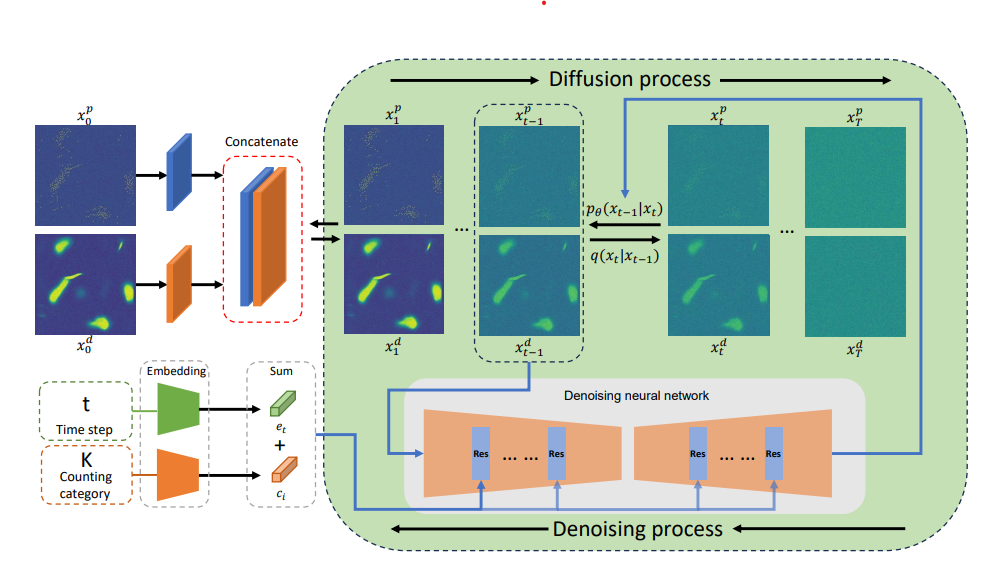 Diffusion process
x_0^p
x_1^p
x_{t-1}^p
x_t^p
x_T^p
Concatenate
...
p_θ(x_{t-1}|x_t)
...
q(x_t|x_{t-1})
x_0^d
x_1^d
x_{t-1}^d
x_t^d
x_T^d
Embedding
Sum
t
Time step
e_t
+
K
Counting
category
c_i
Denoising neural network
Res
... ...
Res
Res
... ...
Res
Denoising process